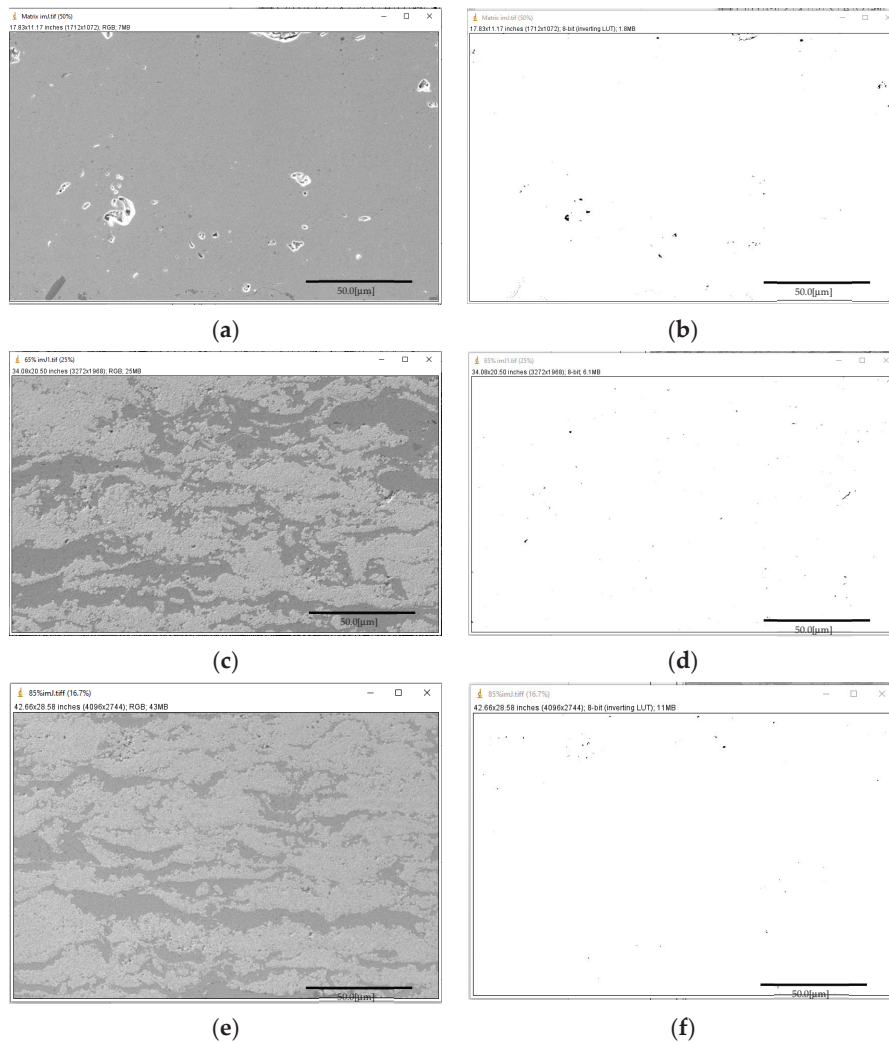 Matrix imJ.tif (50%)
17.83x11.17 inches (1712x1072); RGB; 7MB
50.0[µm]
(a)
Matrix imJ.tif (50%)
17.83x11.17 inches (1712x1072); 8-bit (inverting LUT); 1.8MB
50.0[µm]
(b)
65% imJ1.tif (25%)
34.08x20.50 inches (3272x1968); RGB; 25MB
50.0[µm]
(c)
65% imJ1.tif (25%)
34.08x20.50 inches (3272x1968); 8-bit; 6.1MB
50.0[µm]
(d)
85%imJ.tiff (16.7%)
42.66x28.58 inches (4096x2744); RGB; 43MB
50.0[µm]
(e)
85%imJ.tiff (16.7%)
42.66x28.58 inches (4096x2744); 8-bit (inverting LUT); 11MB
50.0[µm]
(f)